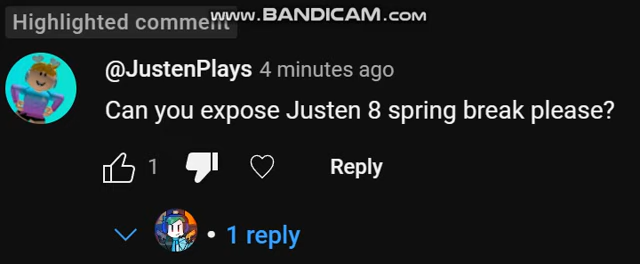 Highlighted comment
www.BANDICAM.com
@JustenPlays 4 minutes ago
Can you expose Justen 8 spring break please?
1
Reply
• 1 reply